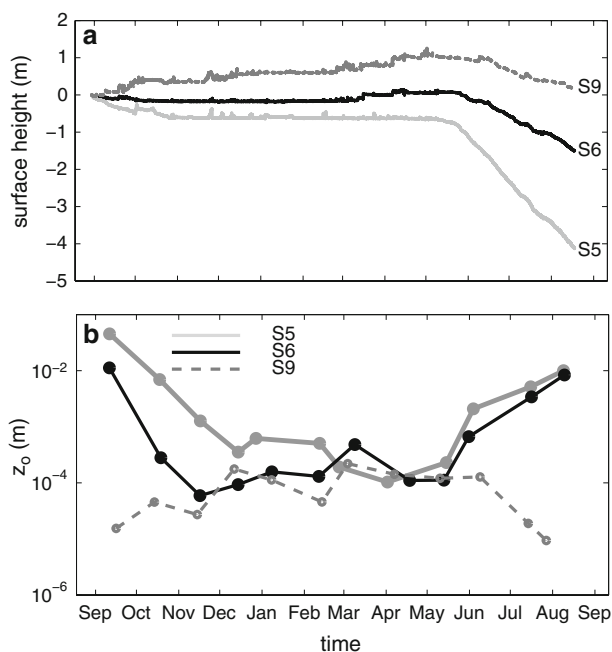 a
surface height (m)
2
1
0
−1
−2
−3
−4
−5
S9
S6
S5
b
S5
S6
S9
z₀ (m)
10⁻²
10⁻⁴
10⁻⁶
Sep Oct Nov Dec Jan Feb Mar Apr May Jun Jul Aug Sep
time